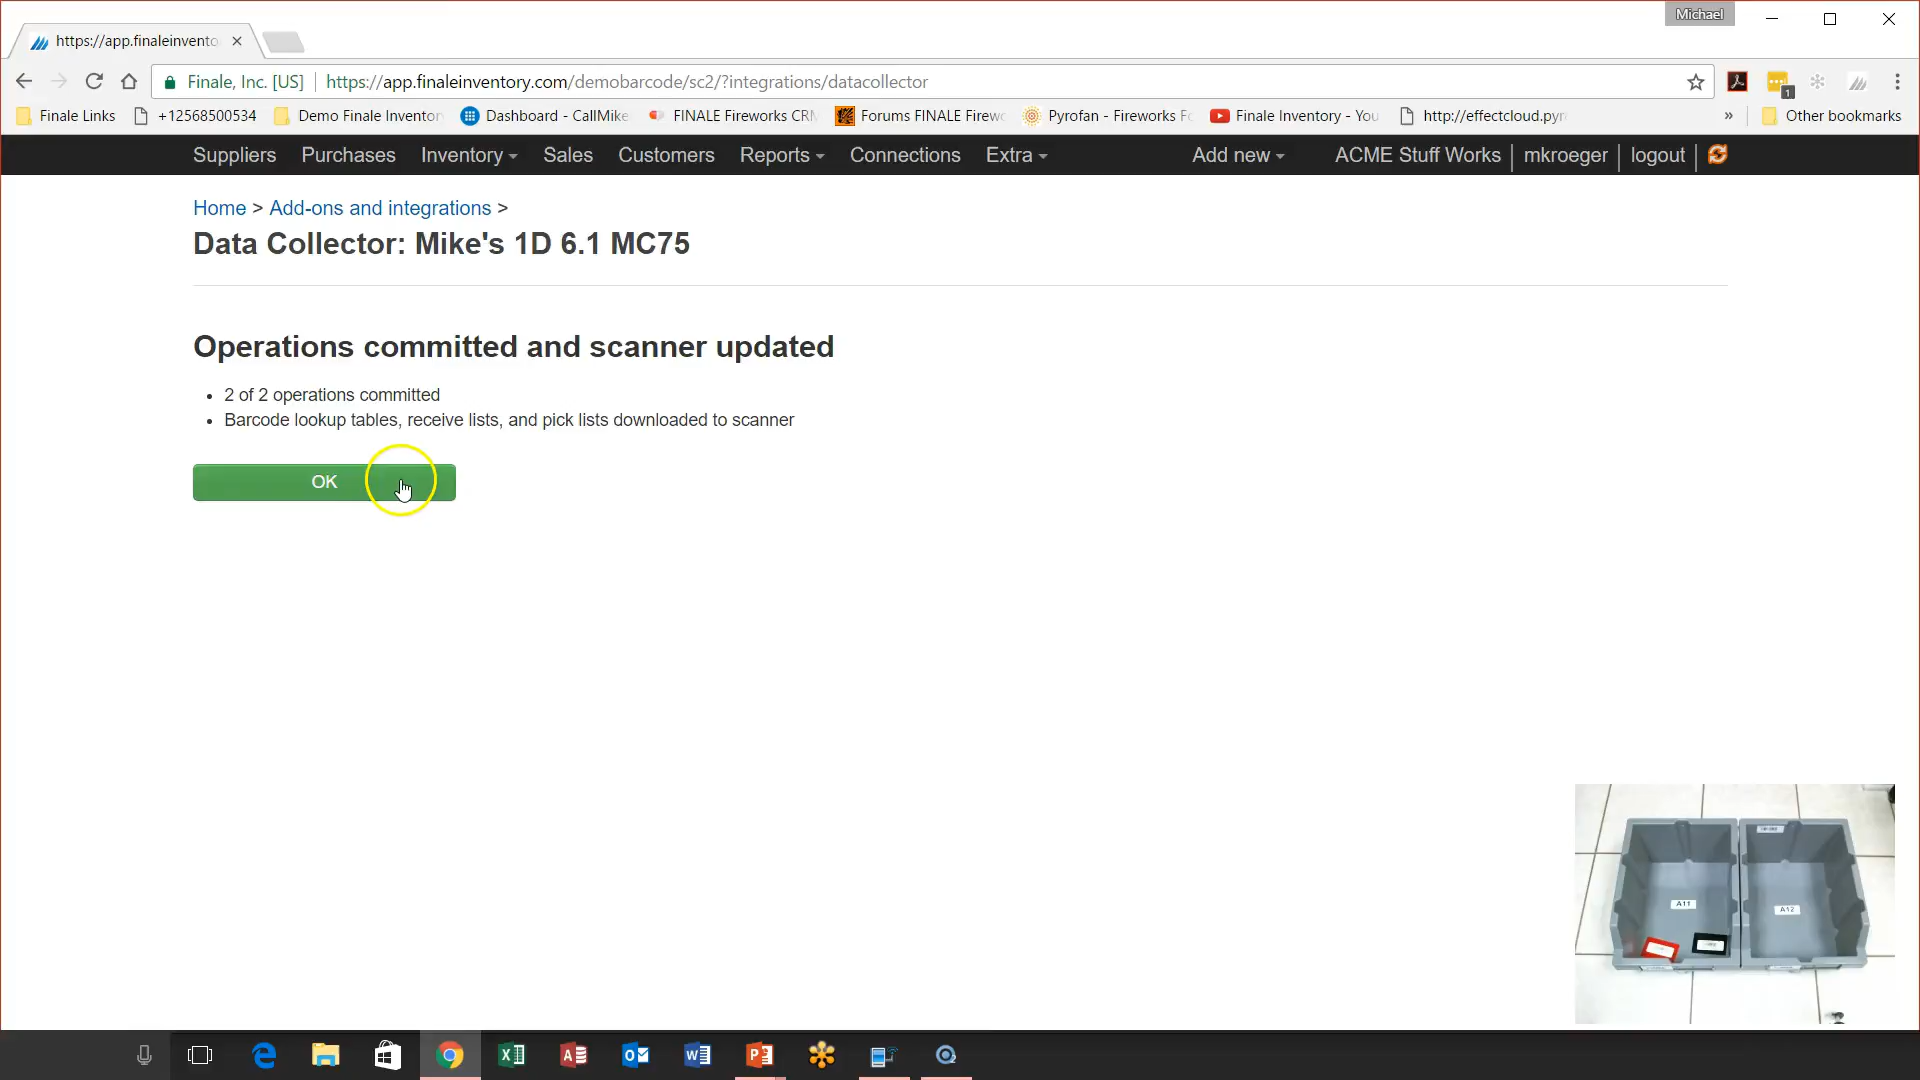 Michael
https://app.finaleinvento
Finale, Inc. [US]
https://app.finaleinventory.com/demobarcode/sc2/?integrations/datacollector
1
Finale Links
+12568500534
Demo Finale Inventor
Dashboard - CallMike
FINALE Fireworks CRM
Forums FINALE Firewo
Pyrofan - Fireworks Fo
Finale Inventory - You
http://effectcloud.pyr
»
Other bookmarks
Suppliers
Purchases
Inventory
Sales
Customers
Reports
Connections
Extra
Add new
ACME Stuff Works
mkroeger
logout
Home > Add-ons and integrations >
Data Collector: Mike's 1D 6.1 MC75
Operations committed and scanner updated
• 2 of 2 operations committed
• Barcode lookup tables, receive lists, and pick lists downloaded to scanner
OK
A11
A12